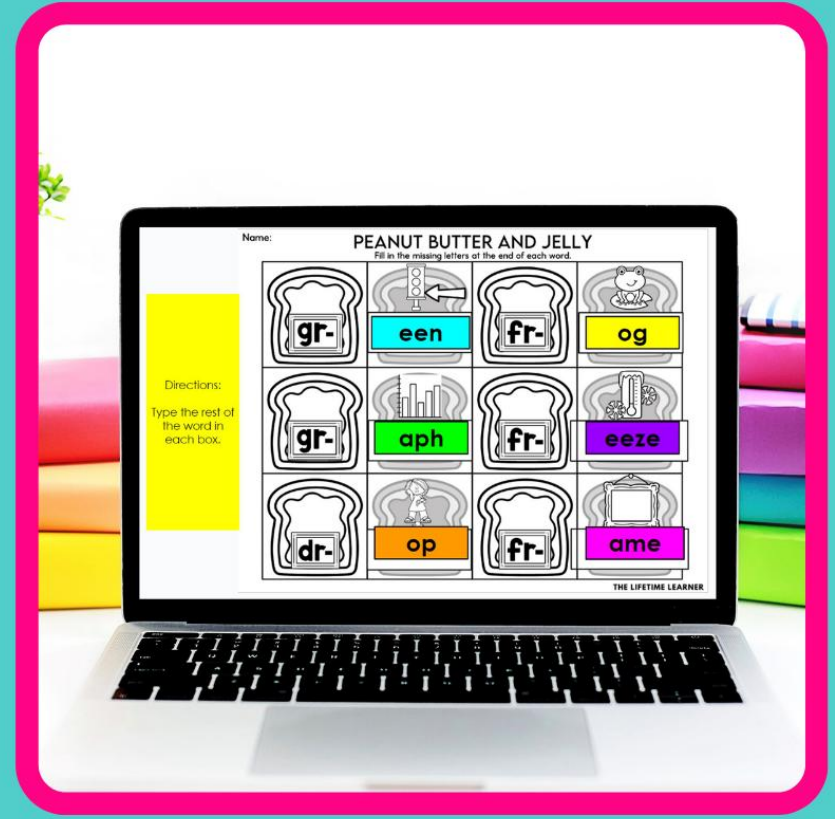 Name:
PEANUT BUTTER AND JELLY
Fill in the missing letters at the end of each word.
Directions:
Type the rest of
the word in
each box.
gr- een fr- og
gr- aph fr- eeze
dr- op fr- ame
THE LIFETIME LEARNER